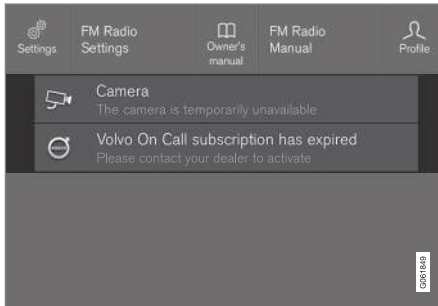 Settings
FM Radio
Settings
Owner's
manual
FM Radio
Manual
Profile
Camera
The camera is temporarily unavailable
Volvo On Call subscription has expired
Please contact your dealer to activate
G061849